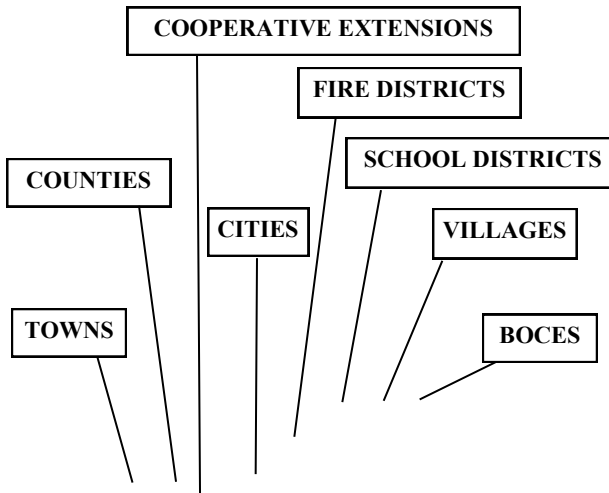 COOPERATIVE EXTENSIONS
FIRE DISTRICTS
SCHOOL DISTRICTS
COUNTIES
CITIES
VILLAGES
TOWNS
BOCES